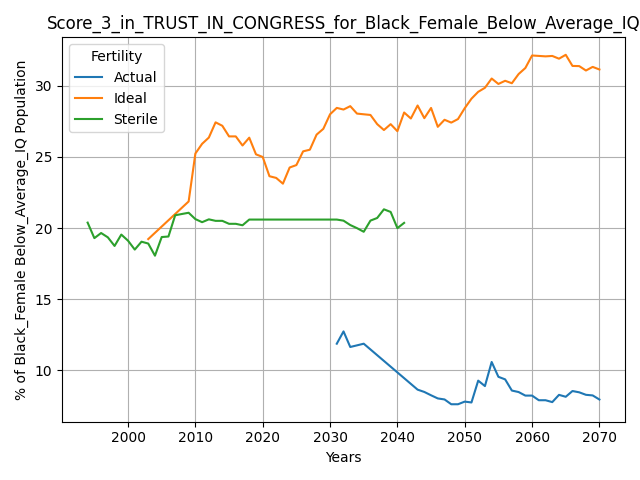 Score_3_in_TRUST_IN_CONGRESS_for_Black_Female_Below_Average_IQ
Fertility
Actual
Ideal
Sterile
% of Black_Female Below_Average_IQ Population
30
25
20
15
10
2000 2010 2020 2030 2040 2050 2060 2070
Years